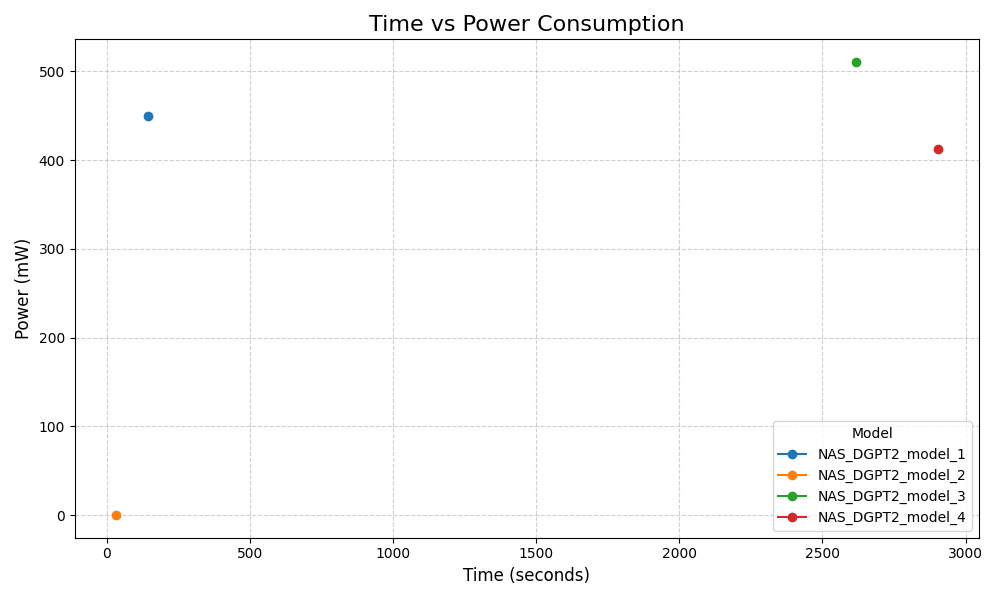 Time vs Power Consumption
Power (mW)
500
400
300
200
100
0
0 500 1000 1500 2000 2500 3000
Time (seconds)
Model
NAS_DGPT2_model_1
NAS_DGPT2_model_2
NAS_DGPT2_model_3
NAS_DGPT2_model_4